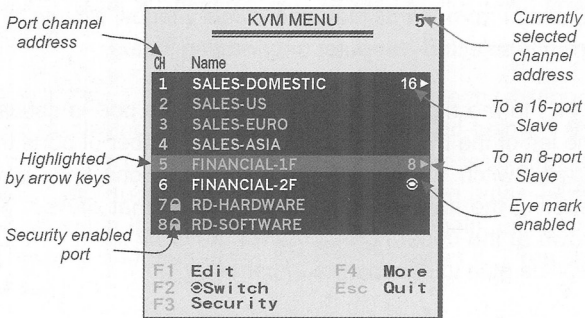 KVM MENU 5
Port channel address
Currently selected channel address
CH Name
1 SALES-DOMESTIC 16
2 SALES-US
3 SALES-EURO
4 SALES-ASIA
5 FINANCIAL-1F 8
6 FINANCIAL-2F
7 RD-HARDWARE
8 RD-SOFTWARE
To a 16-port Slave
Highlighted by arrow keys
To an 8-port Slave
Eye mark enabled
Security enabled port
F1 Edit F4 More
F2 Switch Esc Quit
F3 Security